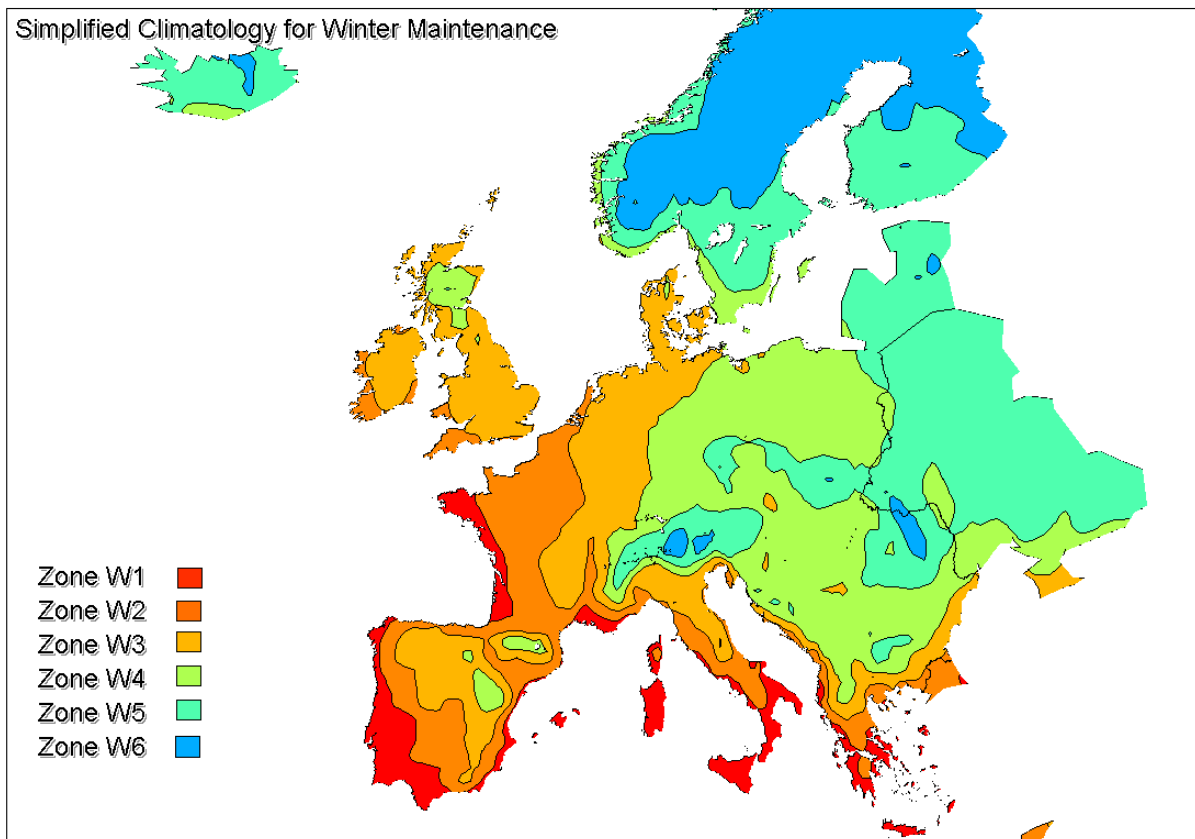 Simplified Climatology for Winter Maintenance
Zone W1
Zone W2
Zone W3
Zone W4
Zone W5
Zone W6